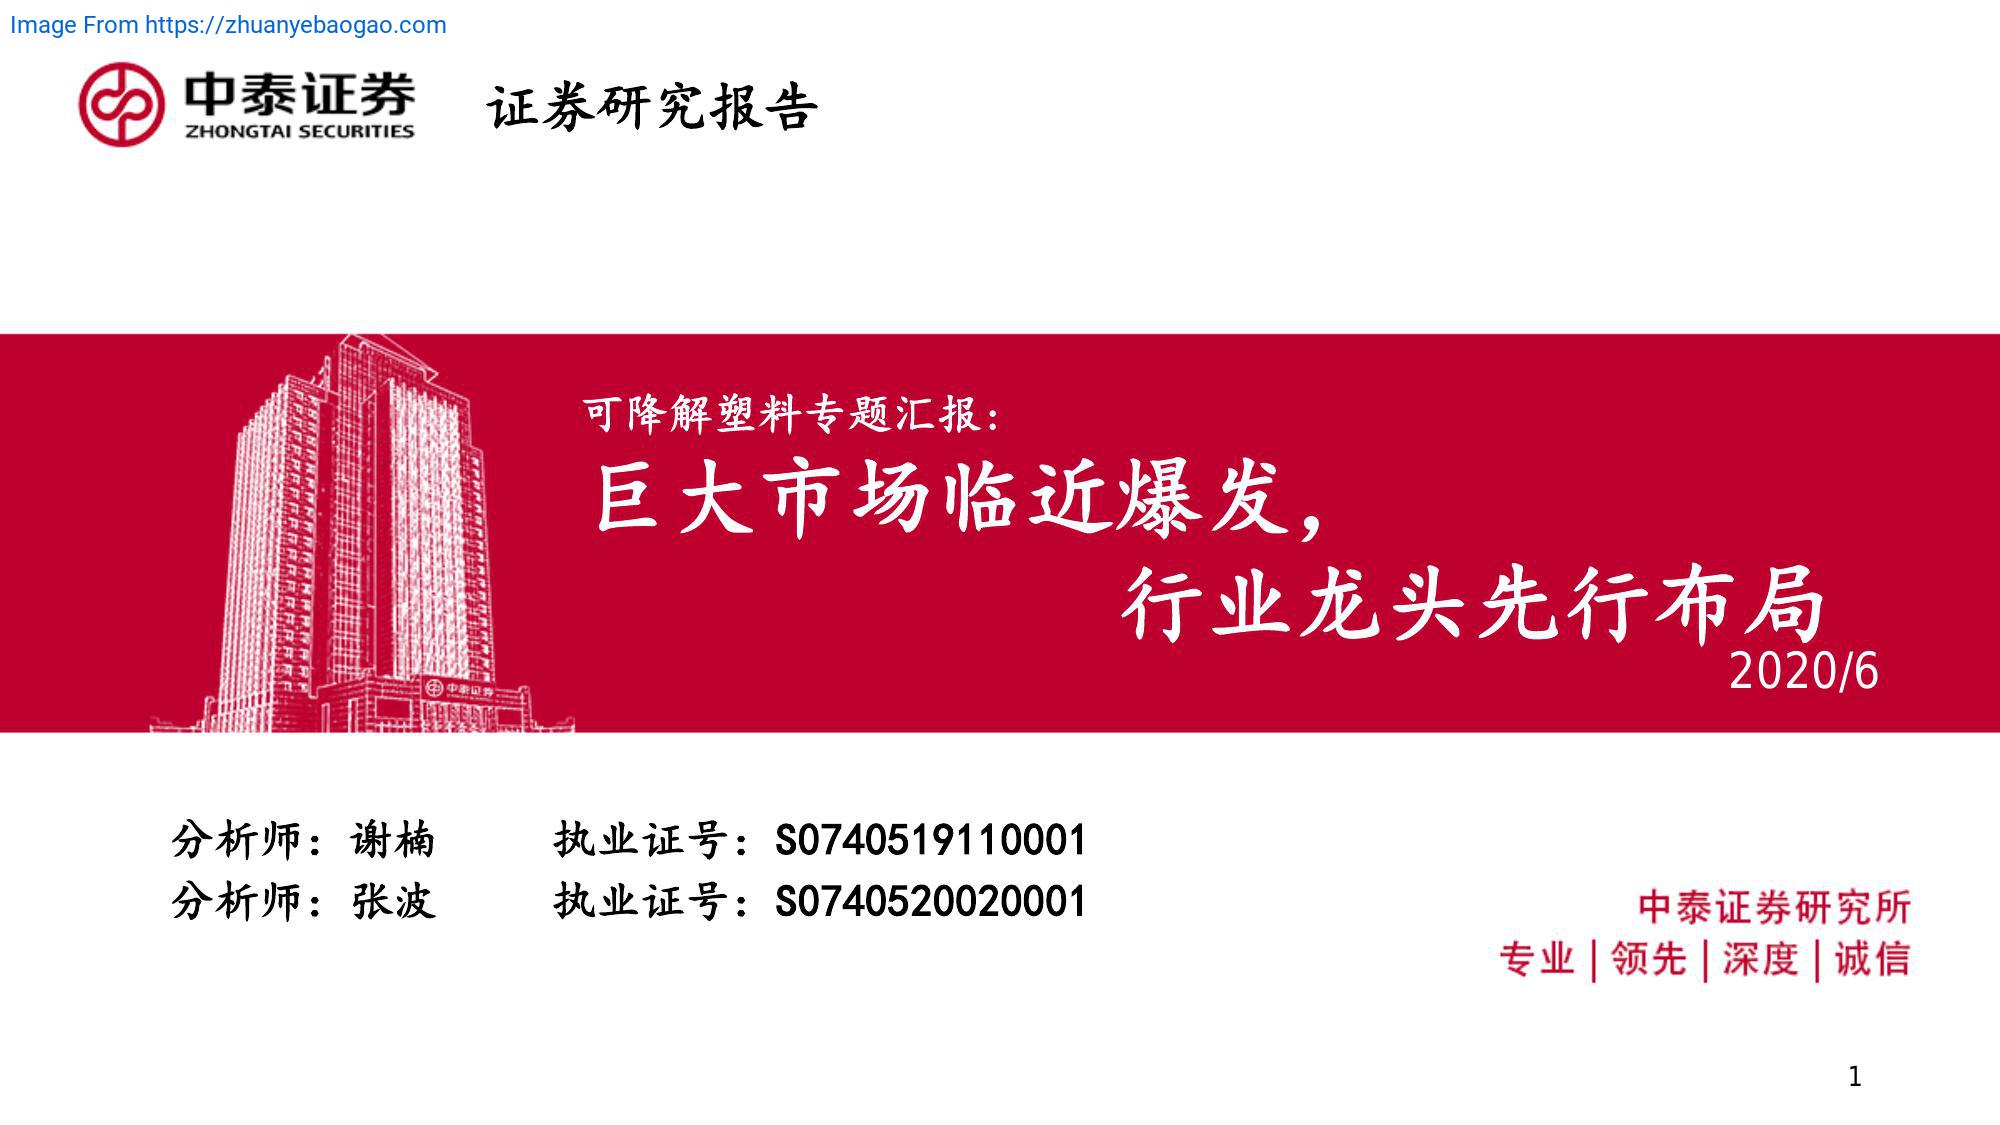 Image From https://zhuanyebaogao.com
中泰证券
ZHONGTAI SECURITIES
证券研究报告
可降解塑料专题汇报：
巨大市场临近爆发，
行业龙头先行布局
2020/6
中泰证券
分析师：谢楠 执业证号：S0740519110001
分析师：张波 执业证号：S0740520020001
中泰证券研究所
专业|领先|深度|诚信
1